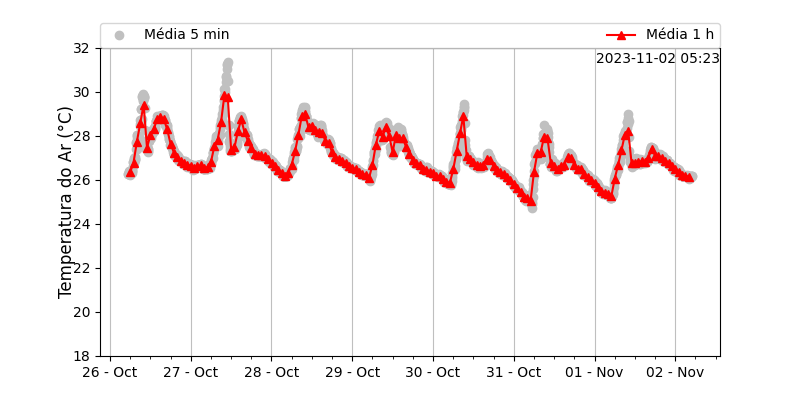 Média 5 min
Média 1 h
2023-11-02 05:23
Temperatura do Ar (°C)
32
30
28
26
24
22
20
18
26 - Oct
27 - Oct
28 - Oct
29 - Oct
30 - Oct
31 - Oct
01 - Nov
02 - Nov